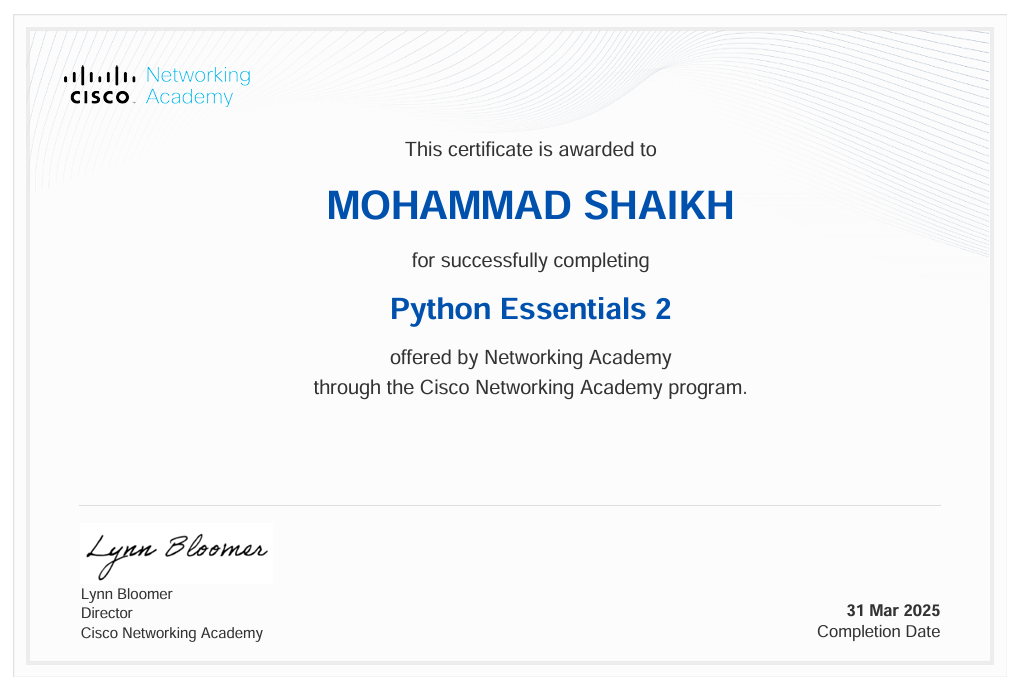 Networking
CISCO Academy
This certificate is awarded to
MOHAMMAD SHAIKH
for successfully completing
Python Essentials 2
offered by Networking Academy
through the Cisco Networking Academy program.
Lynn Bloomer
Lynn Bloomer
Director
Cisco Networking Academy
31 Mar 2025
Completion Date